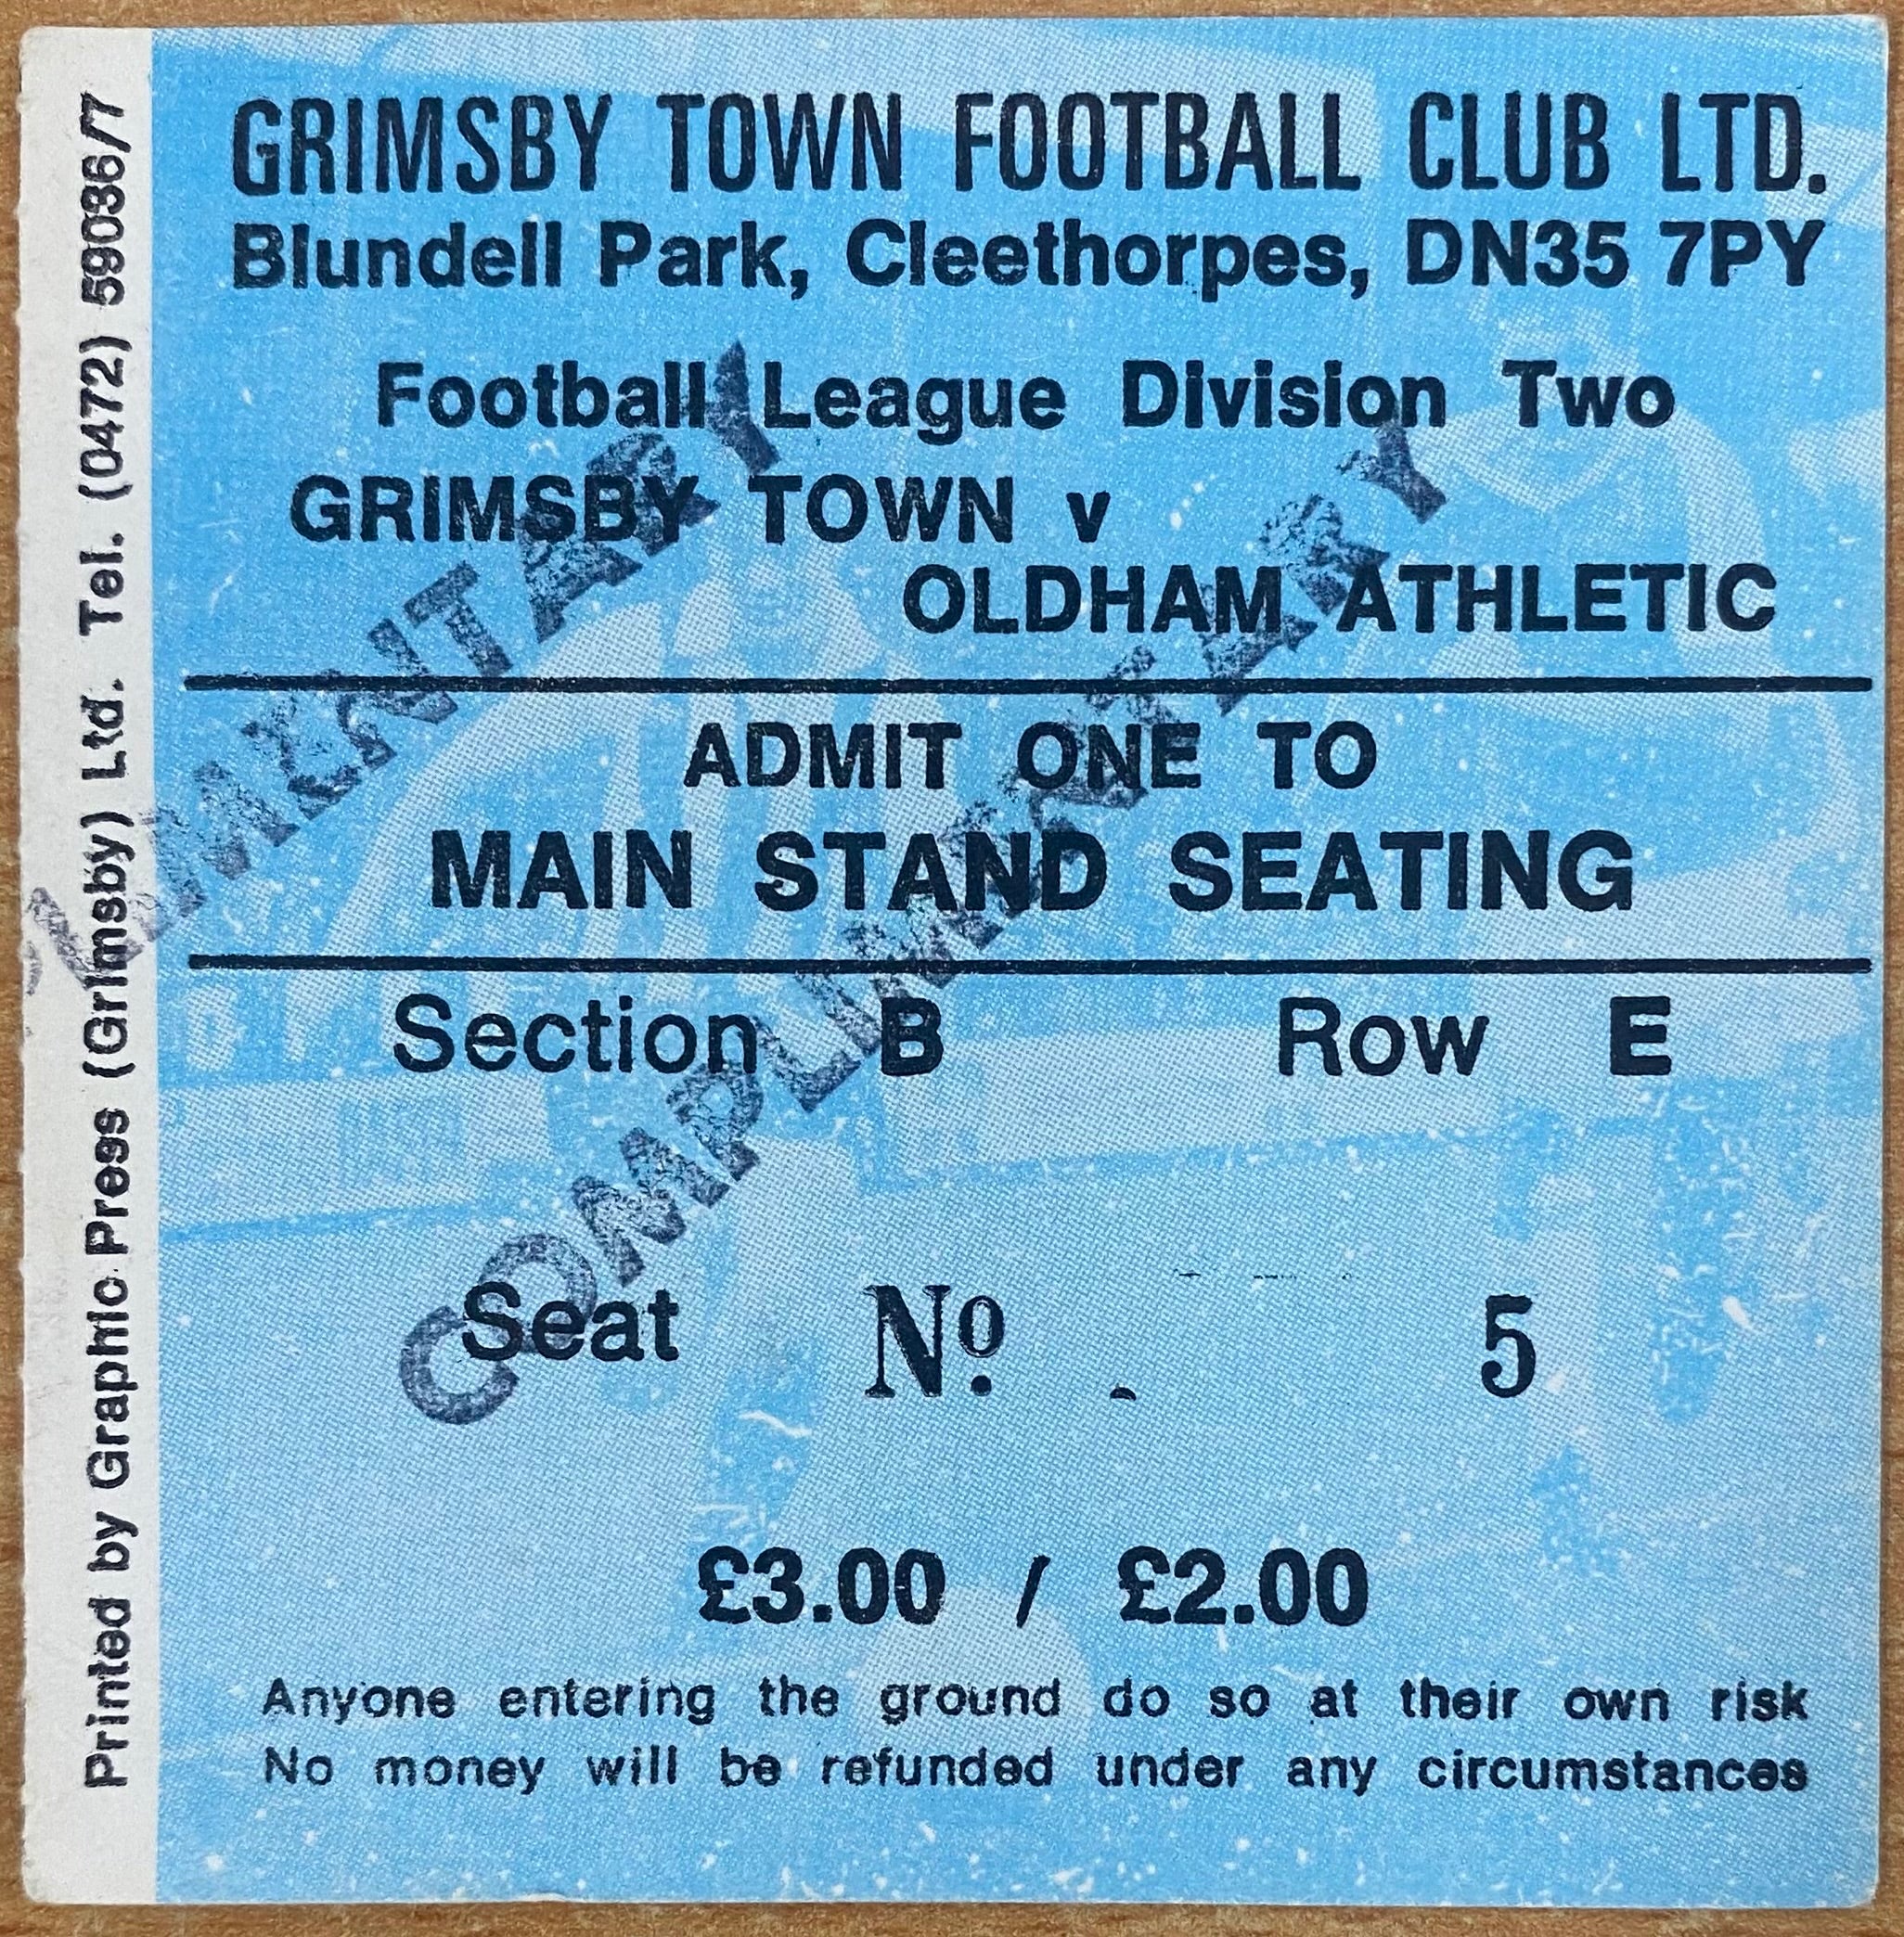 GRIMSBY TOWN FOOTBALL CLUB LTD.
Blundell Park, Cleethorpes, DN35 7PY
Football League Division Two
GRIMSBY TOWN v
OLDHAM ATHLETIC
ADMIT ONE TO
MAIN STAND SEATING
Section B Row E
Seat Nº 5
£3.00 / £2.00
Anyone entering the ground do so at their own risk
No money will be refunded under any circumstances
Printed by Graphic Press (Grimsby) Ltd. Tel. (0472) 59036/7
COMPLIMENTARY
LIMENTARY